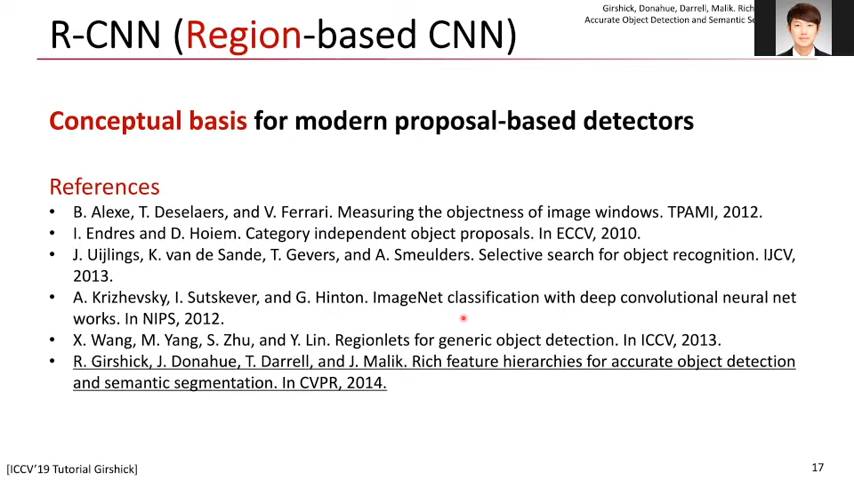 Girshick, Donahue, Darrell, Malik. Rich
Accurate Object Detection and Semantic Se
R-CNN (Region-based CNN)
Conceptual basis for modern proposal-based detectors
References
• B. Alexe, T. Deselaers, and V. Ferrari. Measuring the objectness of image windows. TPAMI, 2012.
• I. Endres and D. Hoiem. Category independent object proposals. In ECCV, 2010.
• J. Uijlings, K. van de Sande, T. Gevers, and A. Smeulders. Selective search for object recognition. IJCV,
2013.
• A. Krizhevsky, I. Sutskever, and G. Hinton. ImageNet classification with deep convolutional neural net
works. In NIPS, 2012.
• X. Wang, M. Yang, S. Zhu, and Y. Lin. Regionlets for generic object detection. In ICCV, 2013.
• R. Girshick, J. Donahue, T. Darrell, and J. Malik. Rich feature hierarchies for accurate object detection
and semantic segmentation. In CVPR, 2014.
[ICCV'19 Tutorial Girshick]
17